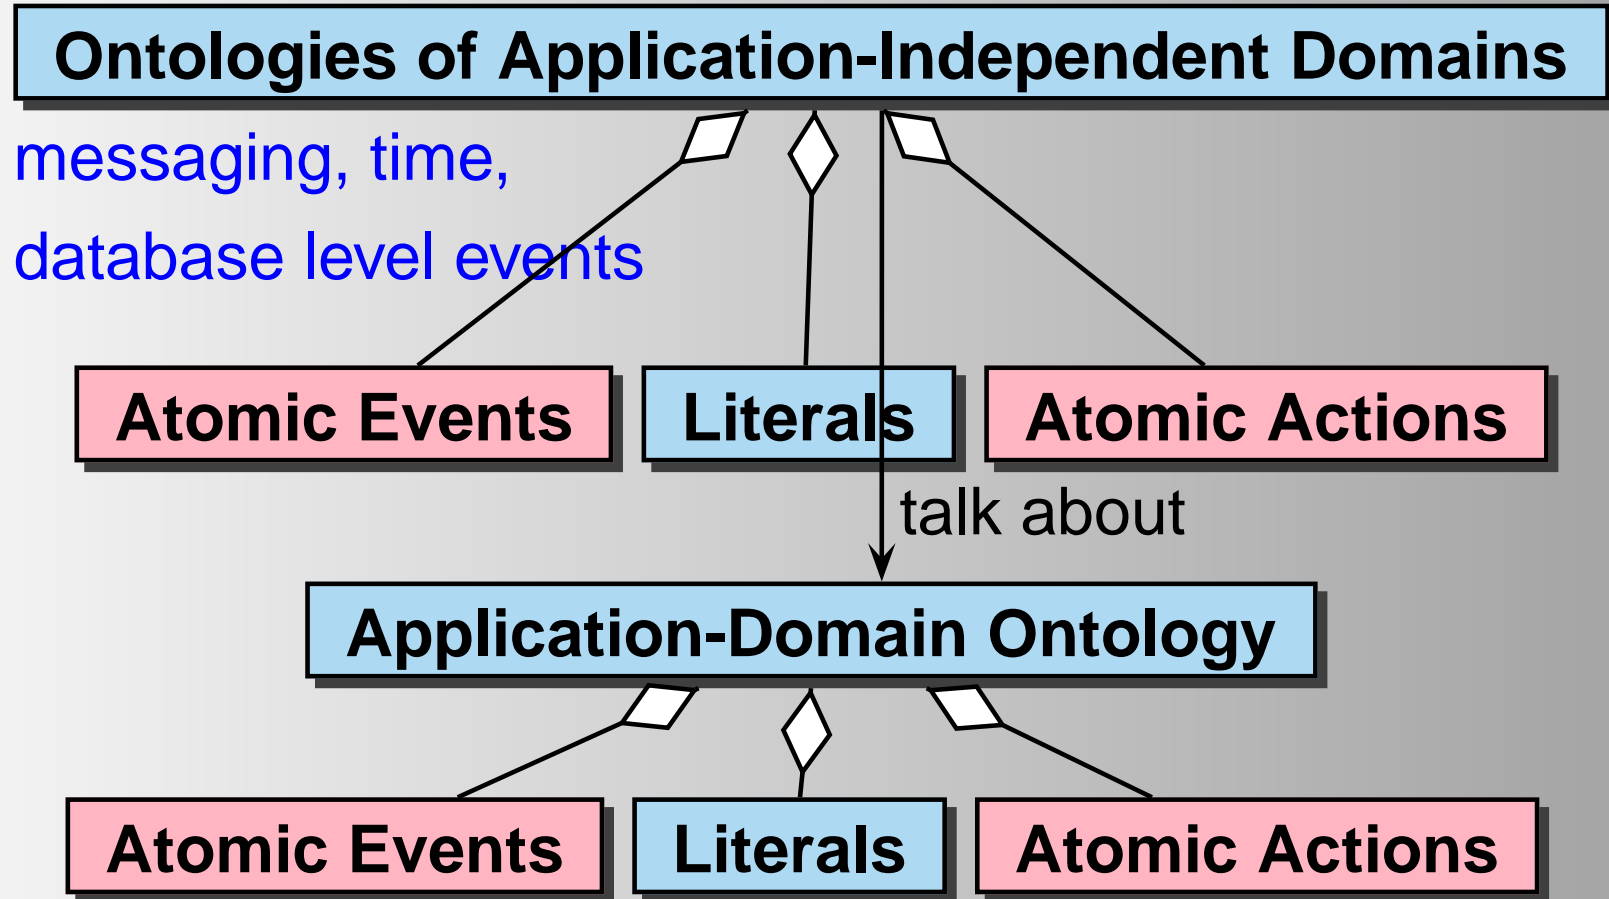 Ontologies of Application-Independent Domains
messaging, time,
database level events
Atomic Events
Literals
Atomic Actions
talk about
Application-Domain Ontology
Atomic Events
Literals
Atomic Actions